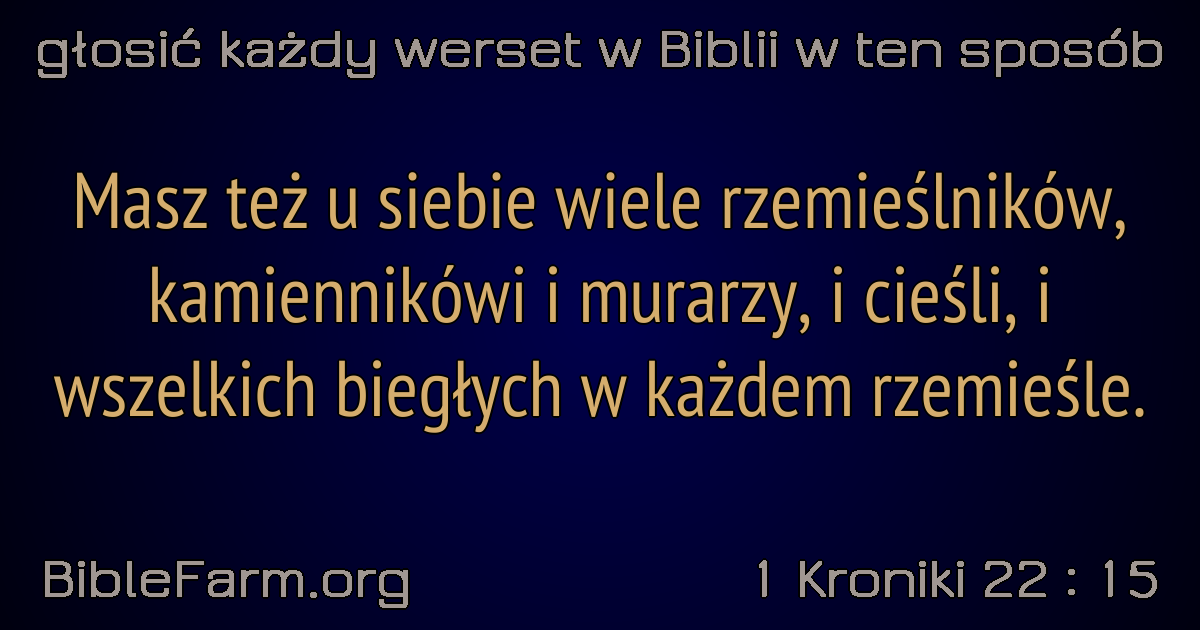 głosić każdy werset w Biblii w ten sposób
Masz też u siebie wiele rzemieślników,
kamiennikówi i murarzy, i cieśli, i
wszelkich biegłych w każdem rzemieśle.
BibleFarm.org
1 Kroniki 22 : 15